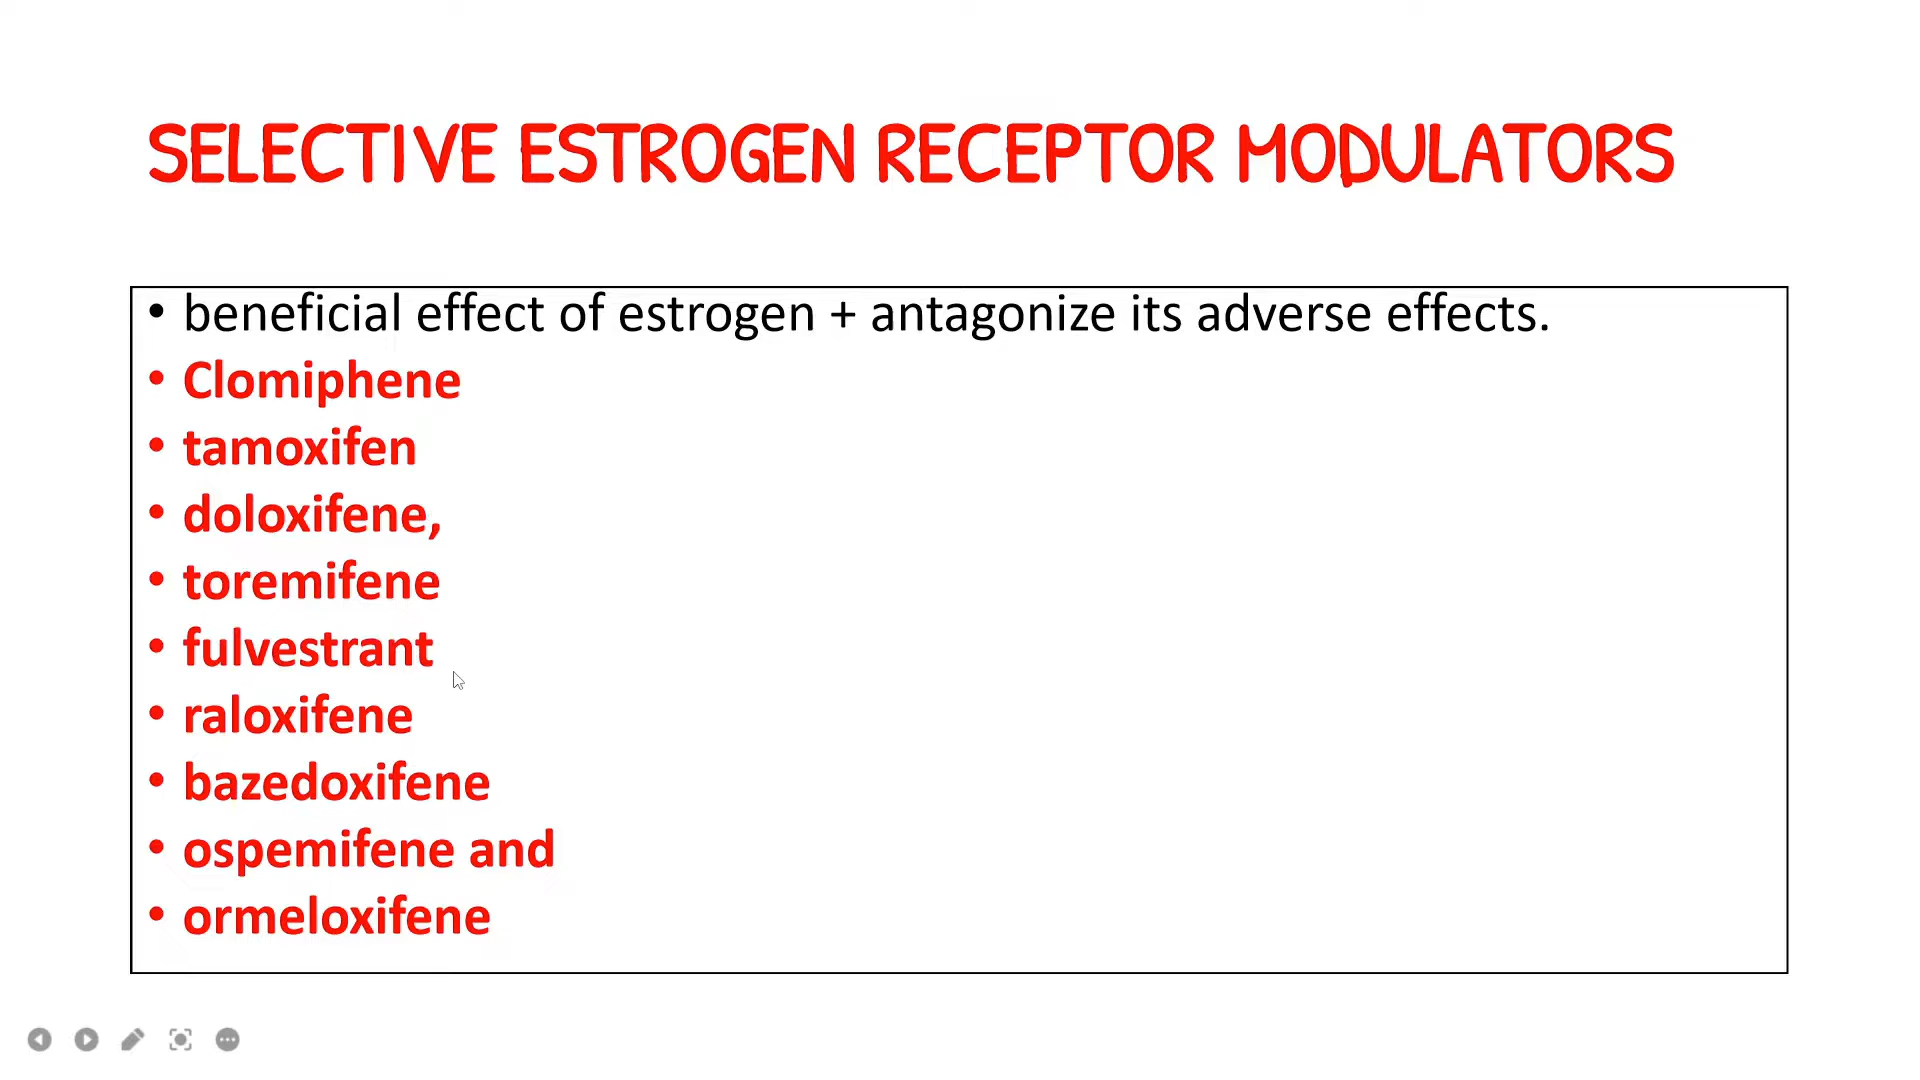 SELECTIVE ESTROGEN RECEPTOR MODULATORS
• beneficial effect of estrogen + antagonize its adverse effects.
• Clomiphene
• tamoxifen
• doloxifene,
• toremifene
• fulvestrant
• raloxifene
• bazedoxifene
• ospemifene and
• ormeloxifene